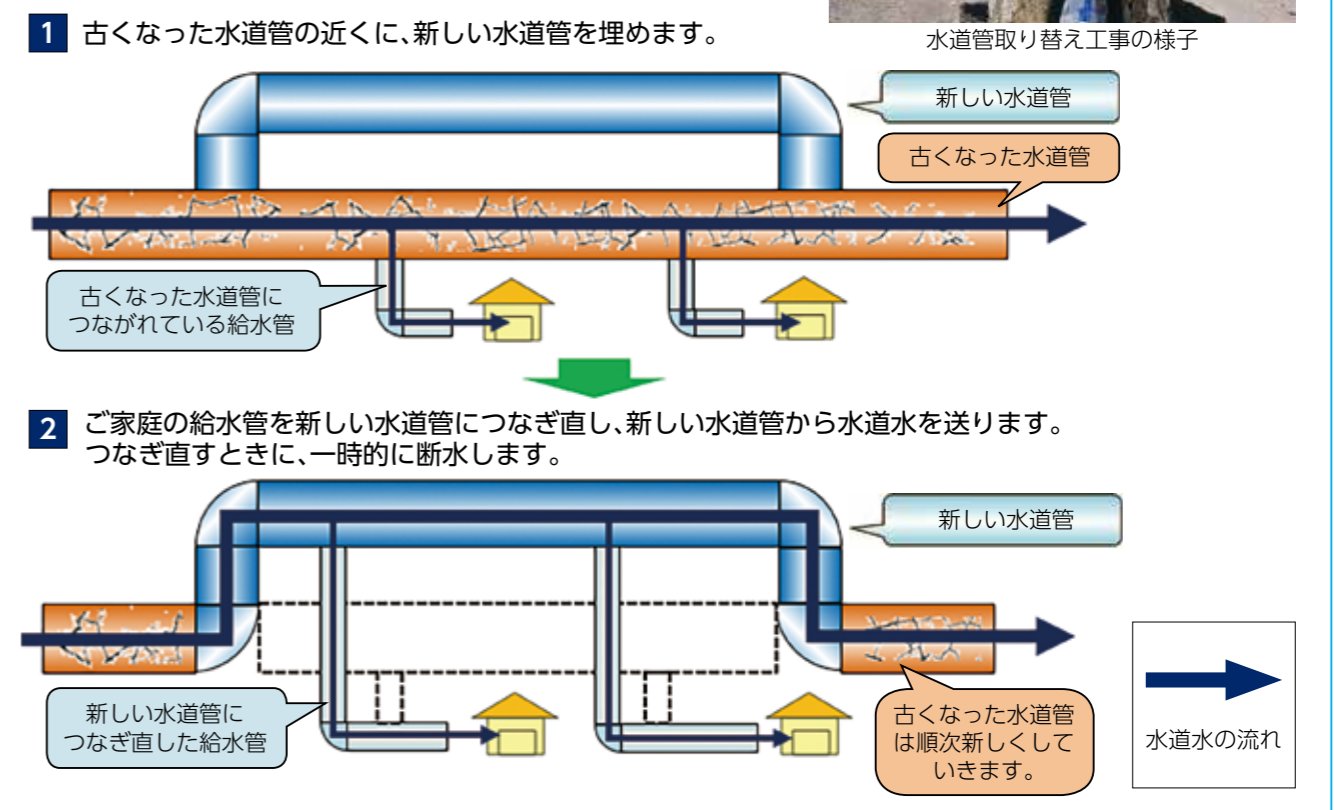 1 古くなった水道管の近くに、新しい水道管を埋めます。
水道管取り替え工事の様子
新しい水道管
古くなった水道管
古くなった水道管に
つながれている給水管
2 ご家庭の給水管を新しい水道管につなぎ直し、新しい水道管から水道水を送ります。
つなぎ直すときに、一時的に断水します。
新しい水道管
新しい水道管に
つなぎ直した給水管
古くなった水道管
は順次新しくして
いきます。
水道水の流れ